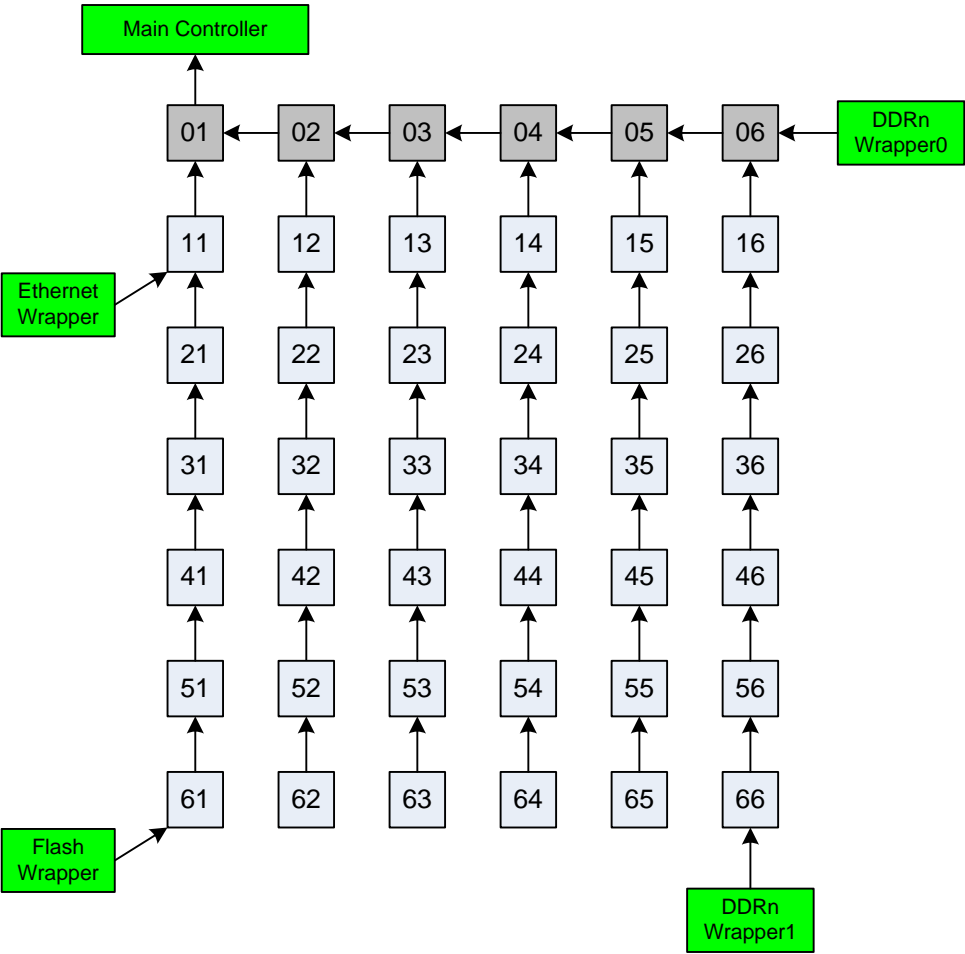 Main Controller
01 02 03 04 05 06
DDRn
Wrapper0
11 12 13 14 15 16
Ethernet
Wrapper
21 22 23 24 25 26
31 32 33 34 35 36
41 42 43 44 45 46
51 52 53 54 55 56
61 62 63 64 65 66
Flash
Wrapper
DDRn
Wrapper1